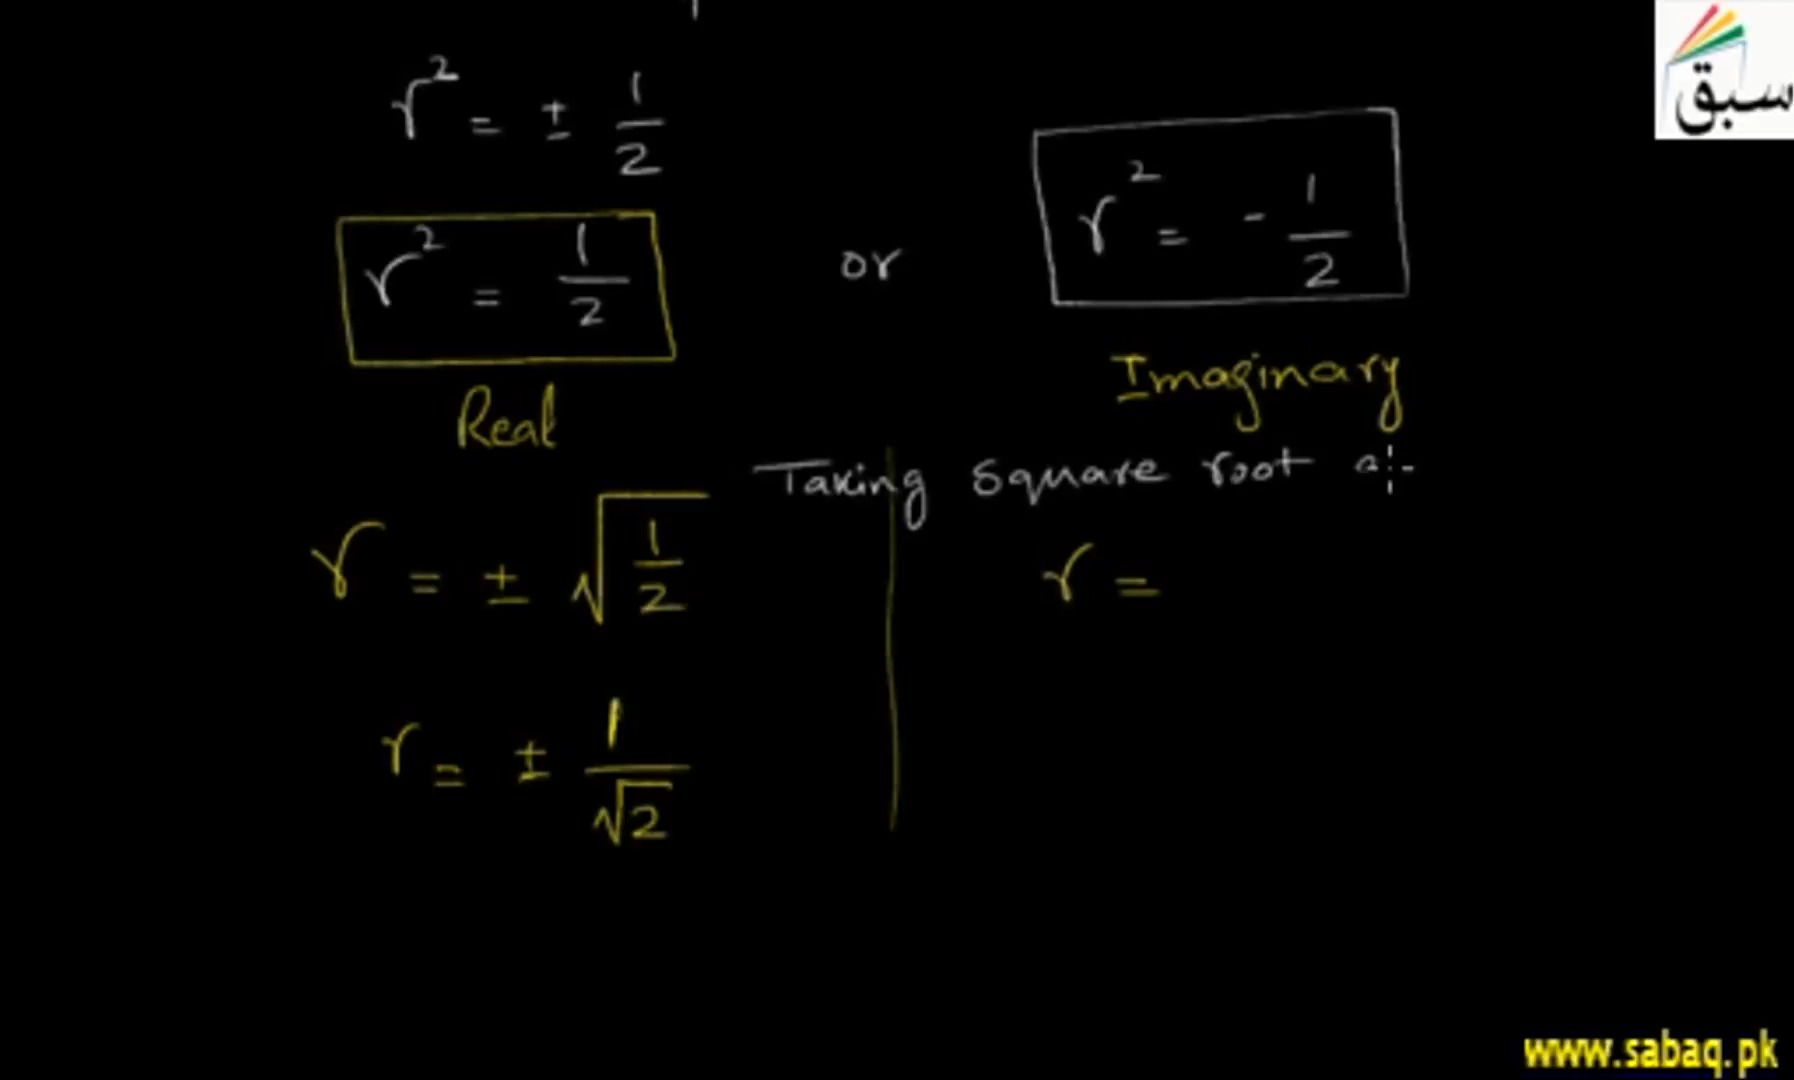 سبق
r² = ± 1/2
r² = 1/2 or r² = - 1/2
Real Imaginary
Taking square root
r = ± √(1/2) r =
r = ± 1/√2
www.sabaq.pk